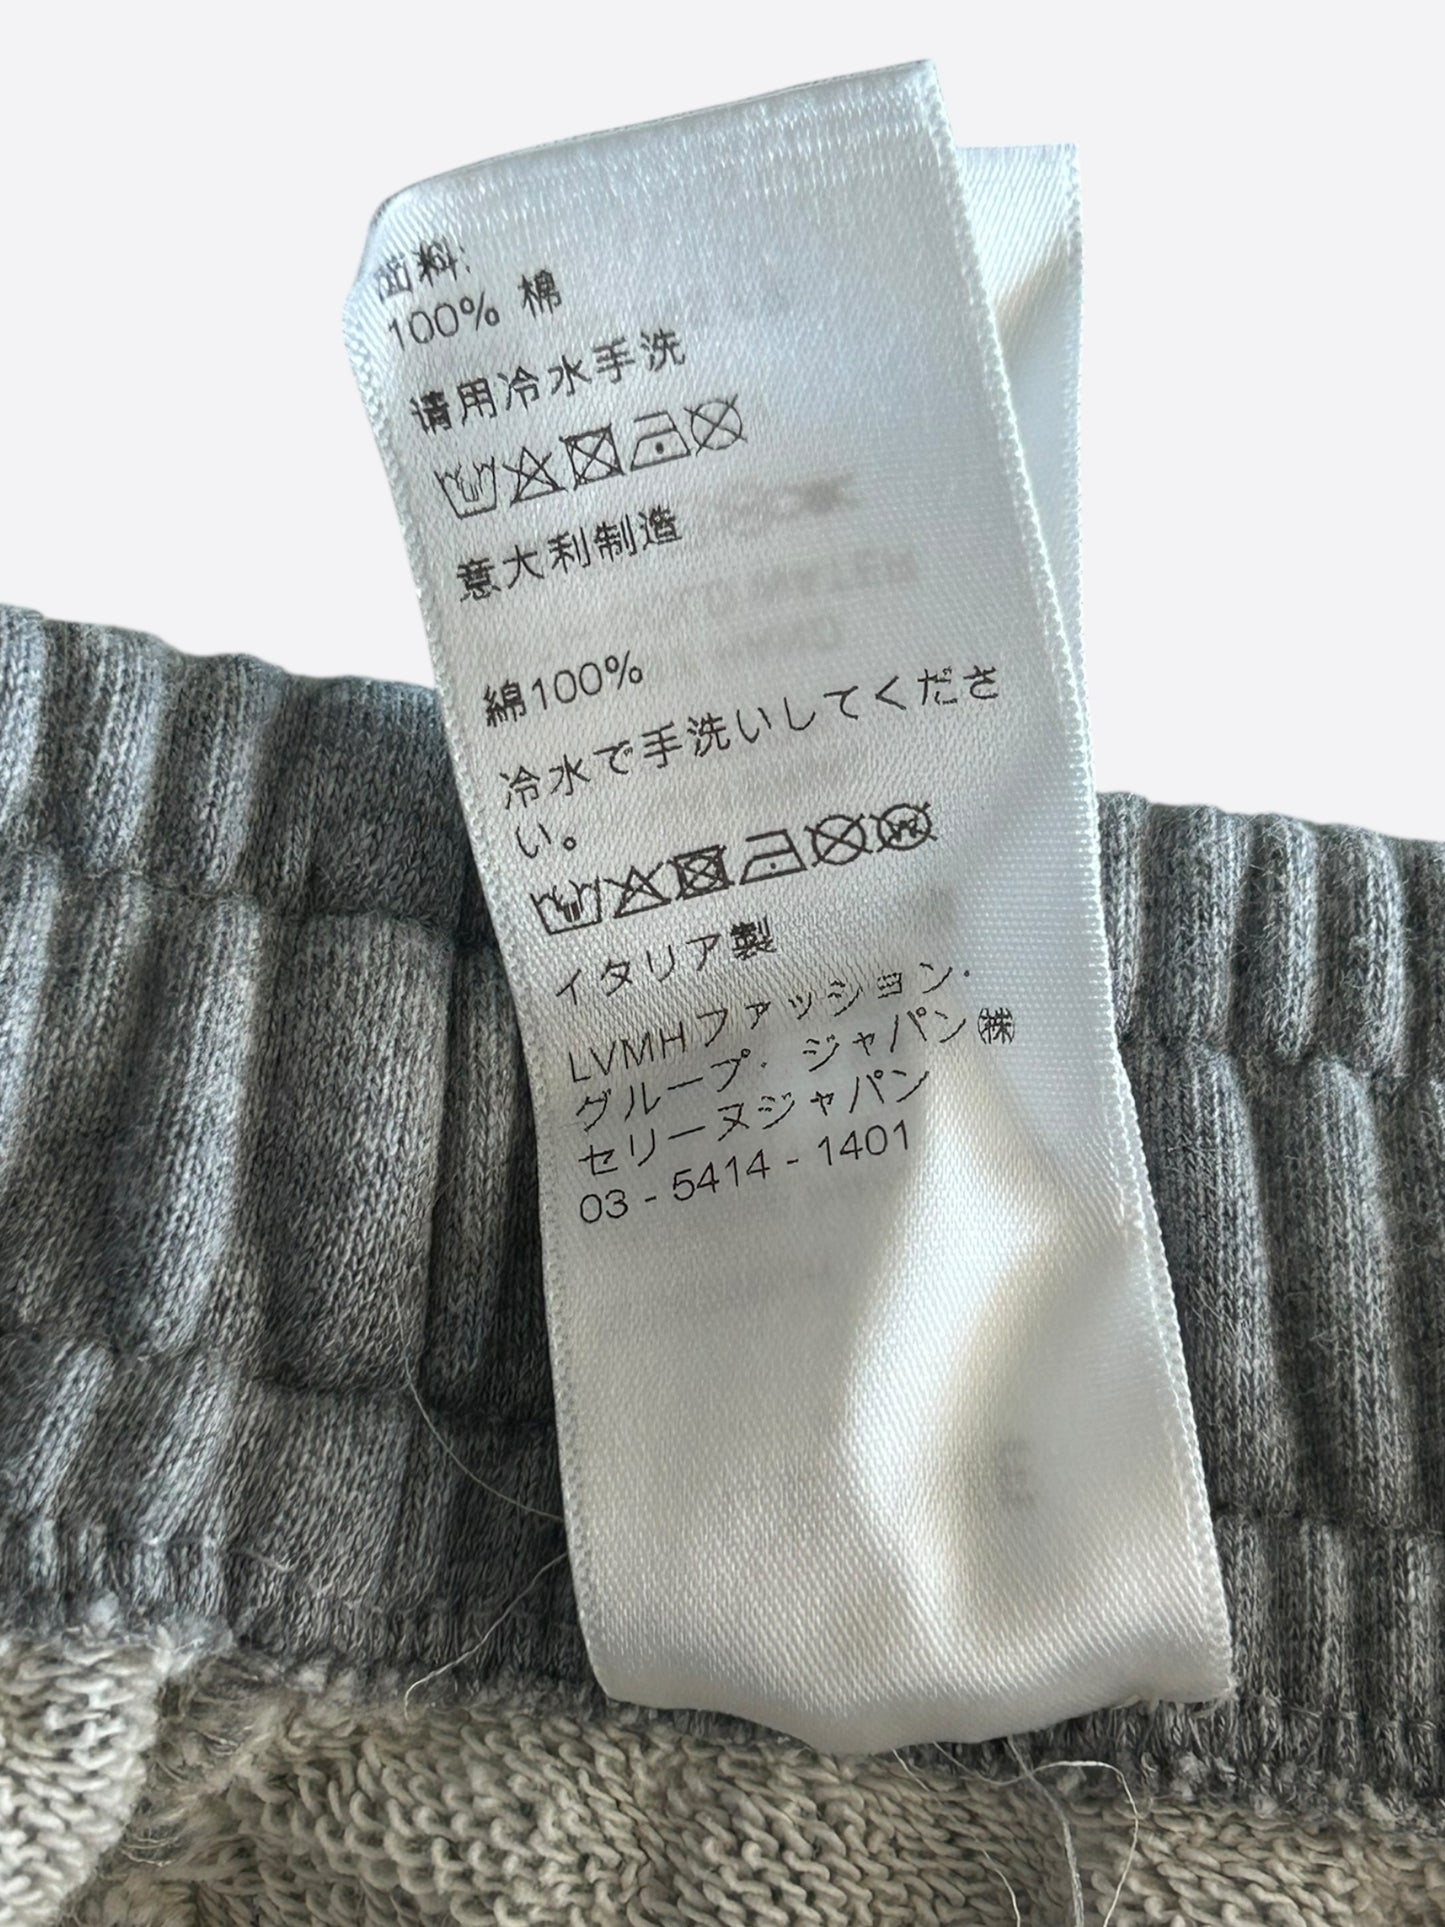 面料:
100% 棉
请用冷水手洗
意大利制造
綿100%
冷水で手洗いしてくださ
い。
イタリア製
LVMHファッション・
グループ・ジャパン㈱
セリーヌジャパン
03 - 5414 - 1401